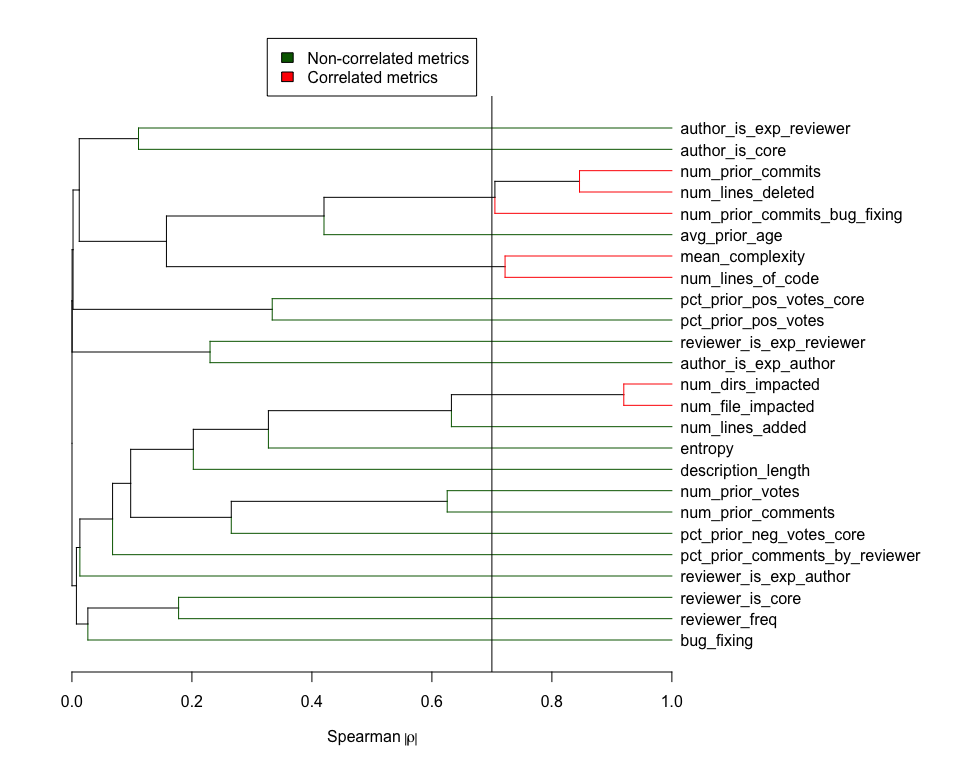 Non-correlated metrics
Correlated metrics
author_is_exp_reviewer
author_is_core
num_prior_commits
num_lines_deleted
num_prior_commits_bug_fixing
avg_prior_age
mean_complexity
num_lines_of_code
pct_prior_pos_votes_core
pct_prior_pos_votes
reviewer_is_exp_reviewer
author_is_exp_author
num_dirs_impacted
num_file_impacted
num_lines_added
entropy
description_length
num_prior_votes
num_prior_comments
pct_prior_neg_votes_core
pct_prior_comments_by_reviewer
reviewer_is_exp_author
reviewer_is_core
reviewer_freq
bug_fixing
0.0 0.2 0.4 0.6 0.8 1.0
Spearman |ρ|